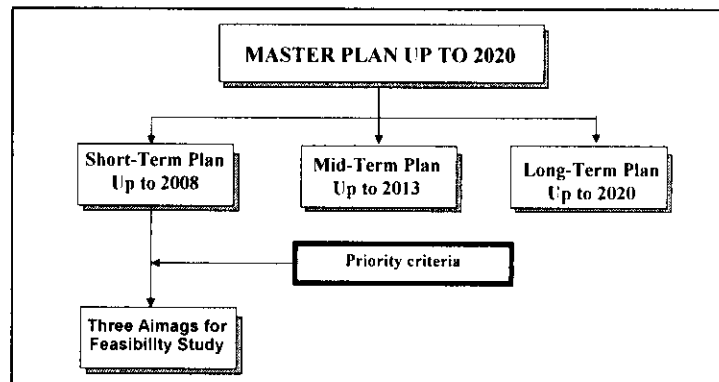 MASTER PLAN UP TO 2020
Short-Term Plan
Up to 2008
Mid-Term Plan
Up to 2013
Long-Term Plan
Up to 2020
Priority criteria
Three Aimags for
Feasibility Study